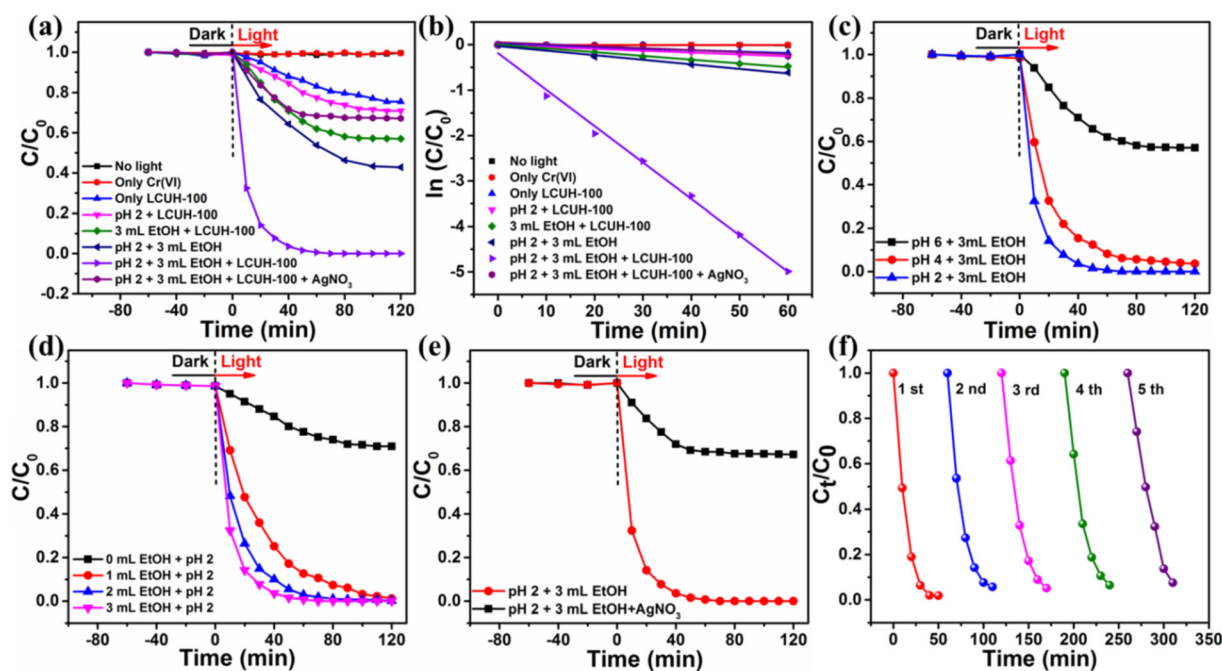 (a)
Dark
Light
1.0
0.8
0.6
0.4
0.2
0.0
-0.2
C/C0
No light
Only Cr(VI)
Only LCUH-100
pH 2 + LCUH-100
3 mL EtOH + LCUH-100
pH 2 + 3 mL EtOH
pH 2 + 3 mL EtOH + LCUH-100
pH 2 + 3 mL EtOH + LCUH-100 + AgNO3
-80 -40 0 40 80 120
Time (min)
(b)
0
-1
-2
-3
-4
-5
ln (C/C0)
No light
Only Cr(VI)
Only LCUH-100
pH 2 + LCUH-100
3 mL EtOH + LCUH-100
pH 2 + 3 mL EtOH
pH 2 + 3 mL EtOH + LCUH-100
pH 2 + 3 mL EtOH + LCUH-100 + AgNO3
0 10 20 30 40 50 60
Time (min)
(c)
Dark
Light
1.0
0.8
0.6
0.4
0.2
0.0
C/C0
pH 6 + 3mL EtOH
pH 4 + 3mL EtOH
pH 2 + 3mL EtOH
-80 -40 0 40 80 120
Time (min)
(d)
Dark
Light
1.0
0.8
0.6
0.4
0.2
0.0
C/C0
0 mL EtOH + pH 2
1 mL EtOH + pH 2
2 mL EtOH + pH 2
3 mL EtOH + pH 2
-80 -40 0 40 80 120
Time (min)
(e)
Dark
Light
1.0
0.8
0.6
0.4
0.2
0.0
C/C0
pH 2 + 3 mL EtOH
pH 2 + 3 mL EtOH+AgNO3
-80 -40 0 40 80 120
Time (min)
(f)
1.0
0.8
0.6
0.4
0.2
0.0
Ct/C0
1 st
2 nd
3 rd
4 th
5 th
0 50 100 150 200 250 300 350
Time (min)